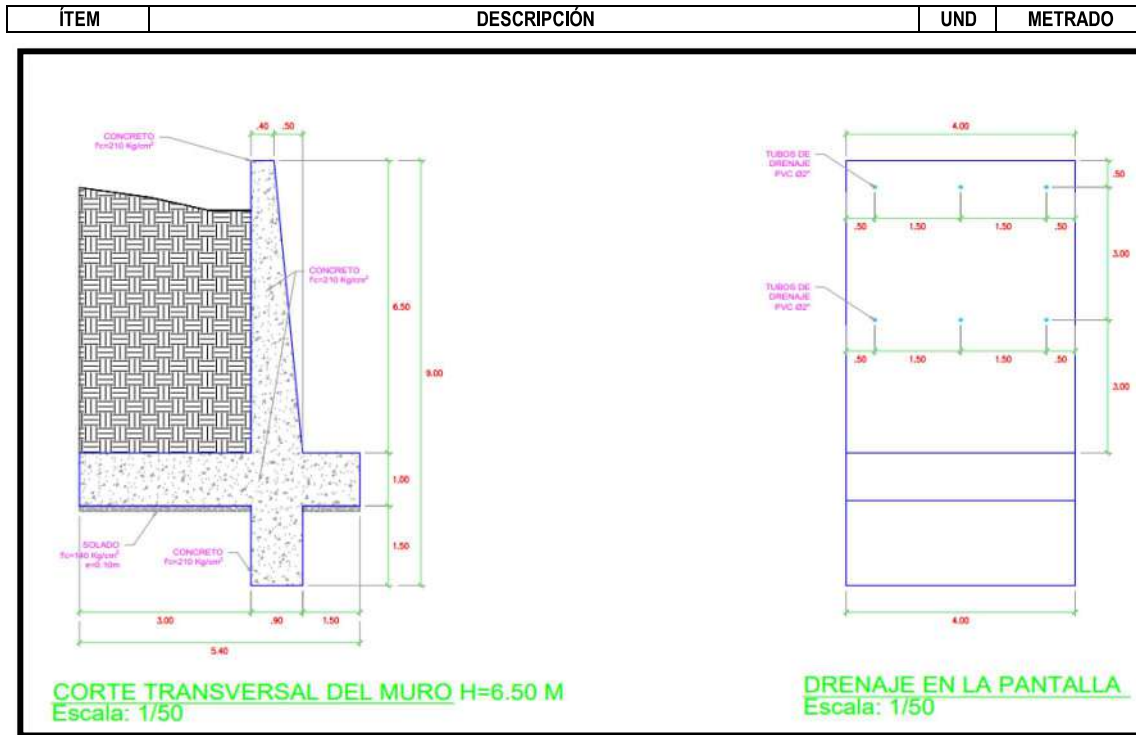 ÍTEM DESCRIPCIÓN UND METRADO
.40 .50
CONCRETO
f'c=210 Kg/cm²
CONCRETO
f'c=210 Kg/cm²
6.50
9.00
1.00
1.50
SOLADO
f'c=140 Kg/cm²
e=0.10m
CONCRETO
f'c=210 Kg/cm²
3.00 .90 1.50
5.40
CORTE TRANSVERSAL DEL MURO H=6.50 M
Escala: 1/50
4.00
TUBOS DE
DRENAJE
PVC Ø2"
.50
.50 1.50 1.50 .50
3.00
TUBOS DE
DRENAJE
PVC Ø2"
.50 1.50 1.50 .50
3.00
4.00
DRENAJE EN LA PANTALLA
Escala: 1/50